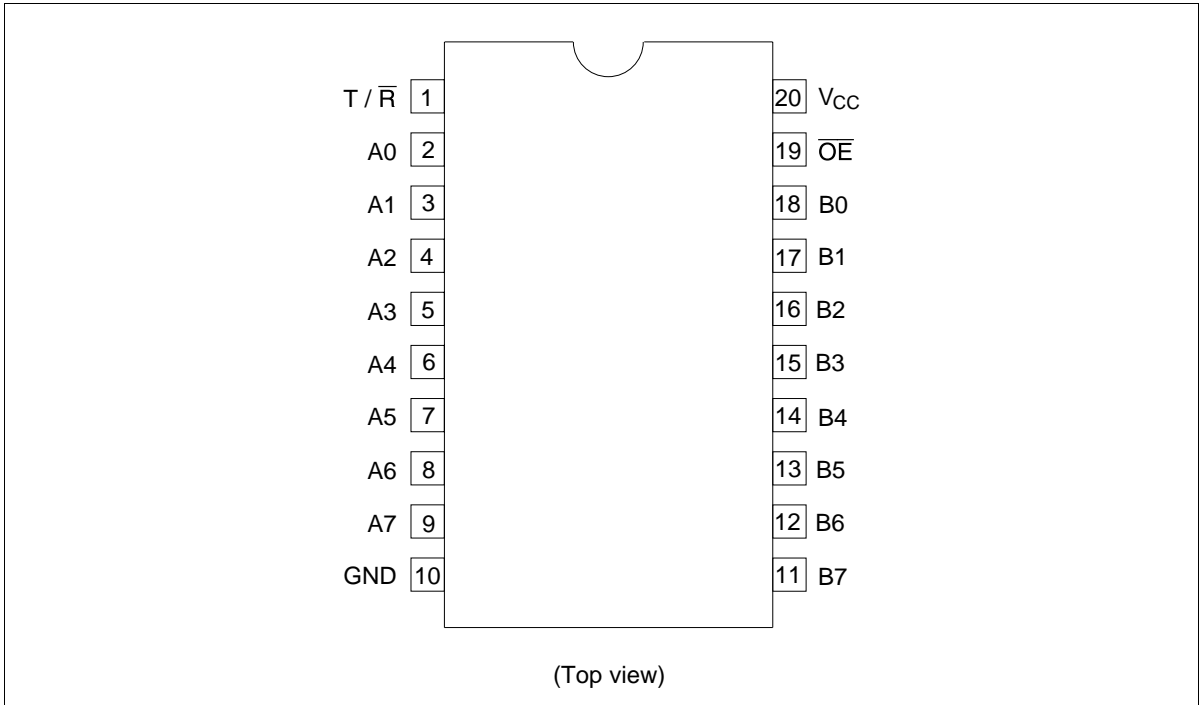 T / R̅ 1 20 VCC
A0 2 19 O̅E̅ 
A1 3 18 B0
A2 4 17 B1
A3 5 16 B2
A4 6 15 B3
A5 7 14 B4
A6 8 13 B5
A7 9 12 B6
GND 10 11 B7
(Top view)